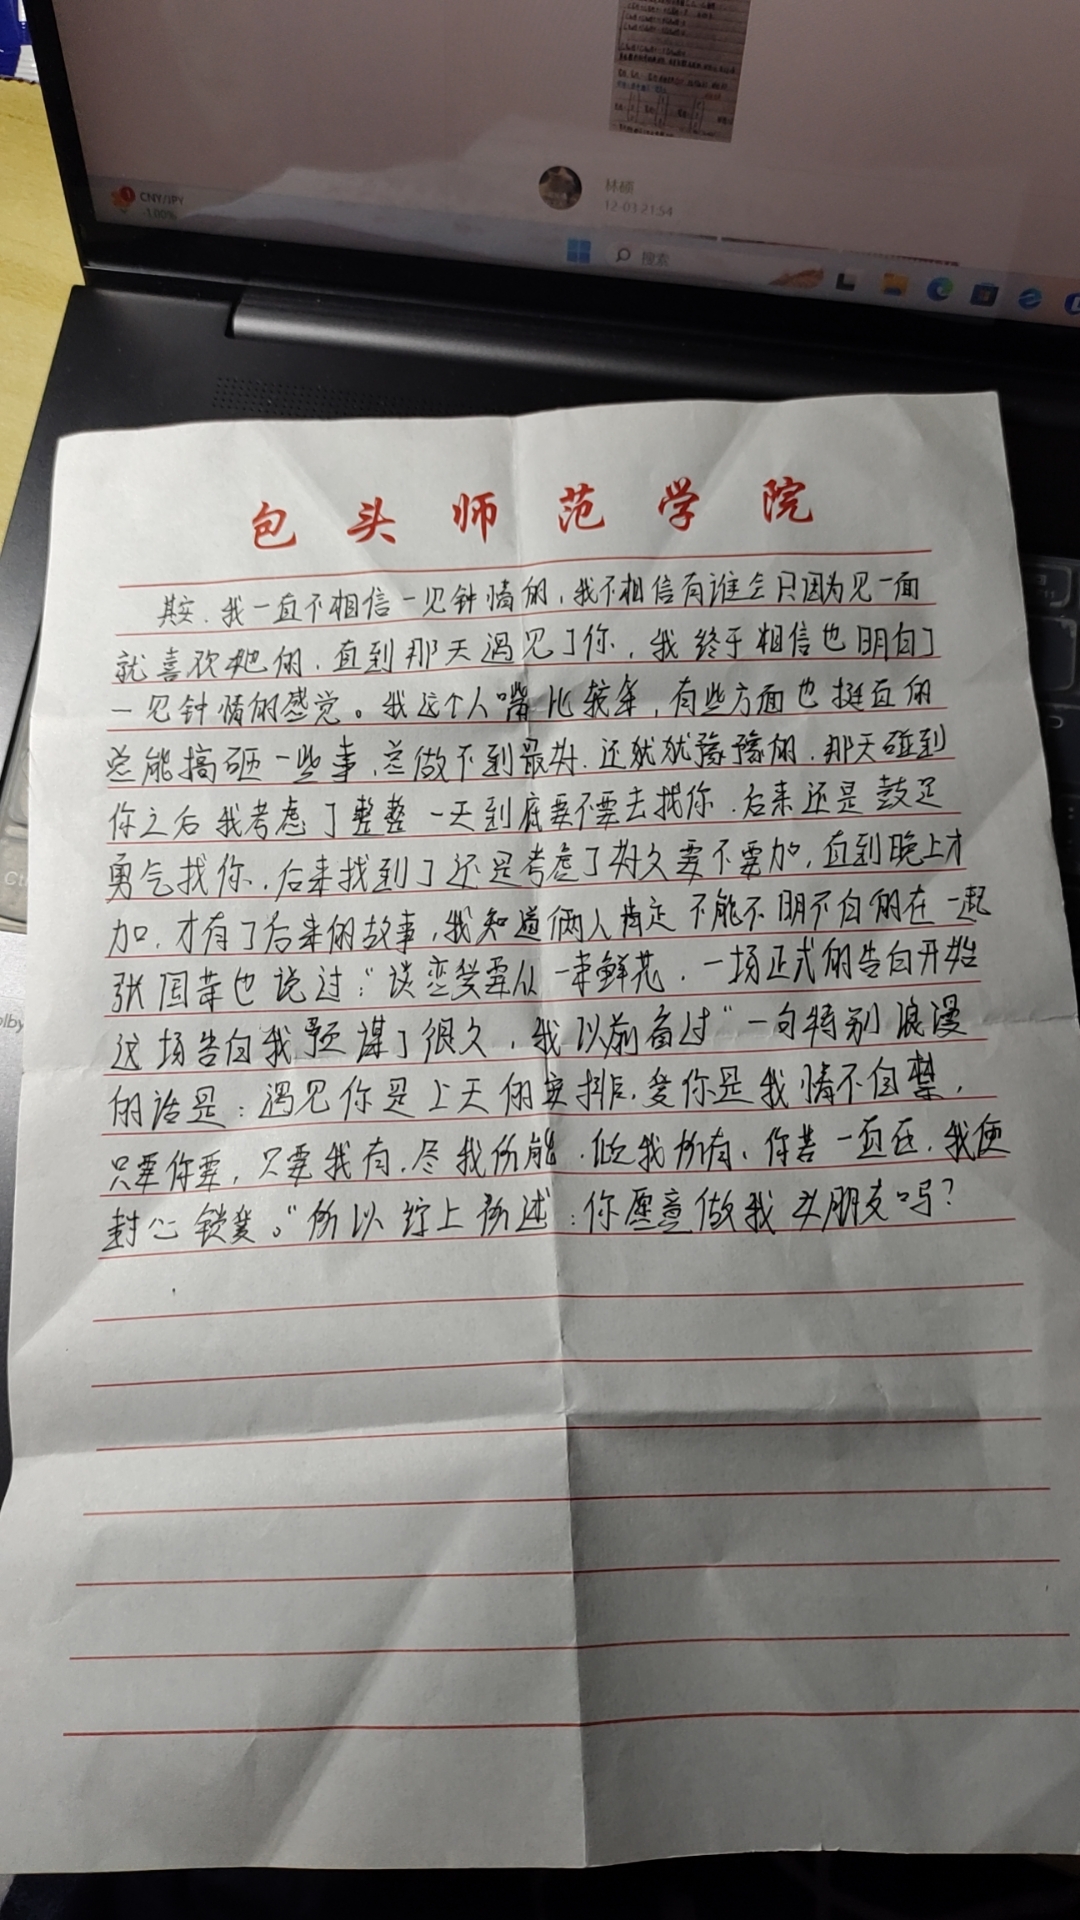 CNY/JPY
-1.00%
林硕
12-03 21:54
搜索
包头师范学院
其实,我一直不相信一见钟情的,我不相信有谁会只因为见一面
就喜欢她的,直到那天遇见了你,我终于相信也明白了
一见钟情的感觉。我这个人嘴比较笨,有些方面也挺直的
总能搞砸一些事,总做不到最好,还犹犹豫豫的,那天碰到
你之后我考虑了整整一天到底要不要去找你,后来还是鼓足
勇气找你,后来找到了还是考虑了好久要不要加,直到晚上才
加,才有了后来的故事,我知道俩人肯定不能不明不白的在一起
张国荣也说过:“谈恋爱要从一束鲜花,一场正式的告白开始
这场告白我预谋了很久,我以前看过“一句特别浪漫
的话是:遇见你是上天的安排,爱你是我情不自禁,
只要你要,只要我有,尽我所能,倾我所有,你若一直在,我便
封心锁爱。”所以综上所述:你愿意做我女朋友吗?